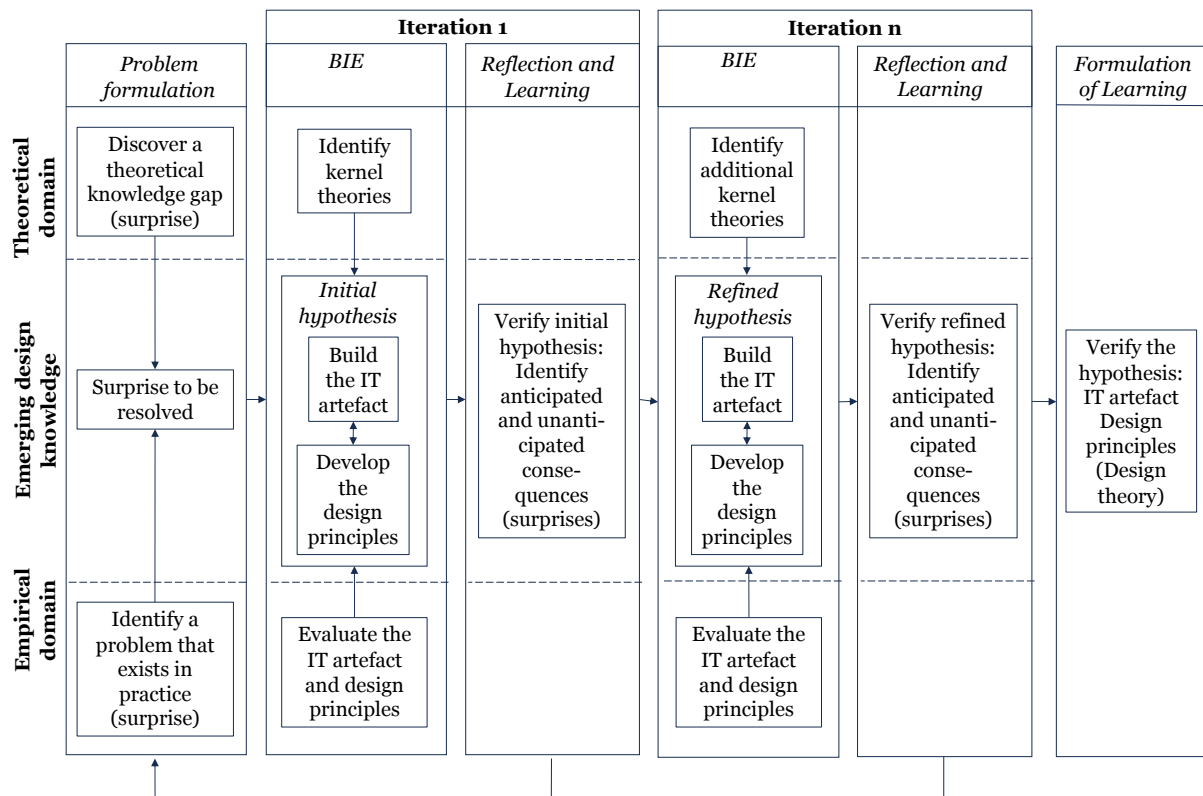 Iteration 1
Iteration n
Problem
formulation
BIE
Reflection and
Learning
BIE
Reflection and
Learning
Formulation
of Learning
Theoretical
domain
Discover a
theoretical
knowledge gap
(surprise)
Identify
kernel
theories
Identify
additional
kernel
theories
Emerging design
knowledge
Surprise to be
resolved
Initial
hypothesis
Build
the IT
artefact
Develop
the
design
principles
Verify initial
hypothesis:
Identify
anticipated
and unanti-
cipated
conse-
quences
(surprises)
Refined
hypothesis
Build
the IT
artefact
Develop
the
design
principles
Verify refined
hypothesis:
Identify
anticipated
and unanti-
cipated
conse-
quences
(surprises)
Verify the
hypothesis:
IT artefact
Design
principles
(Design
theory)
Empirical
domain
Identify a
problem that
exists in
practice
(surprise)
Evaluate the
IT artefact
and design
principles
Evaluate the
IT artefact
and design
principles